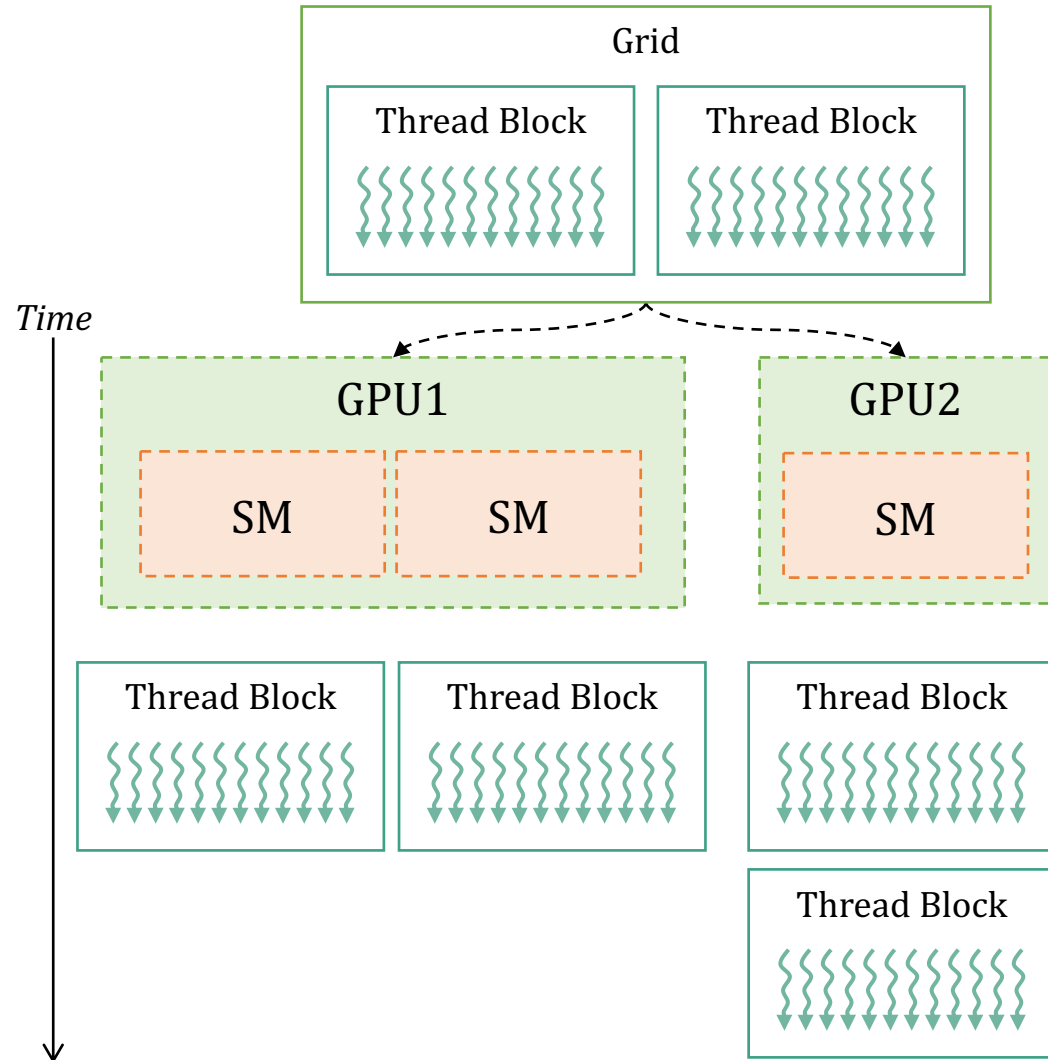 Grid
Thread Block
Thread Block
Time
GPU1
GPU2
SM
SM
SM
Thread Block
Thread Block
Thread Block
Thread Block